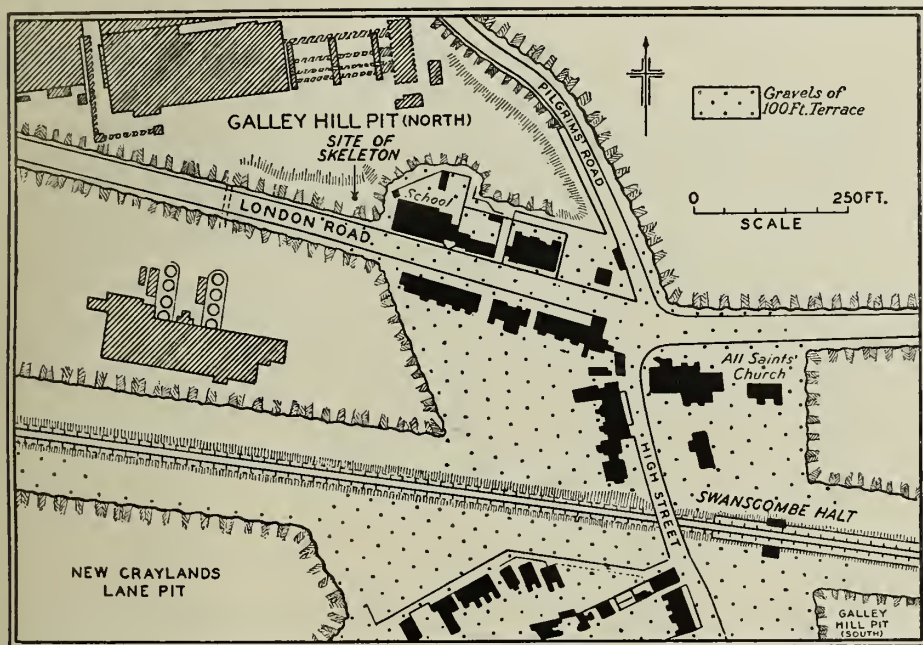 GALLEY HILL PIT (NORTH)
SITE OF
SKELETON
PILGRIMS' ROAD
Gravels of
100Ft. Terrace
0 250FT.
SCALE
School
LONDON ROAD.
All Saints'
Church
HIGH STREET
SWANSCOMBE HALT
NEW CRAYLANDS
LANE PIT
GALLEY
HILL PIT
(SOUTH)